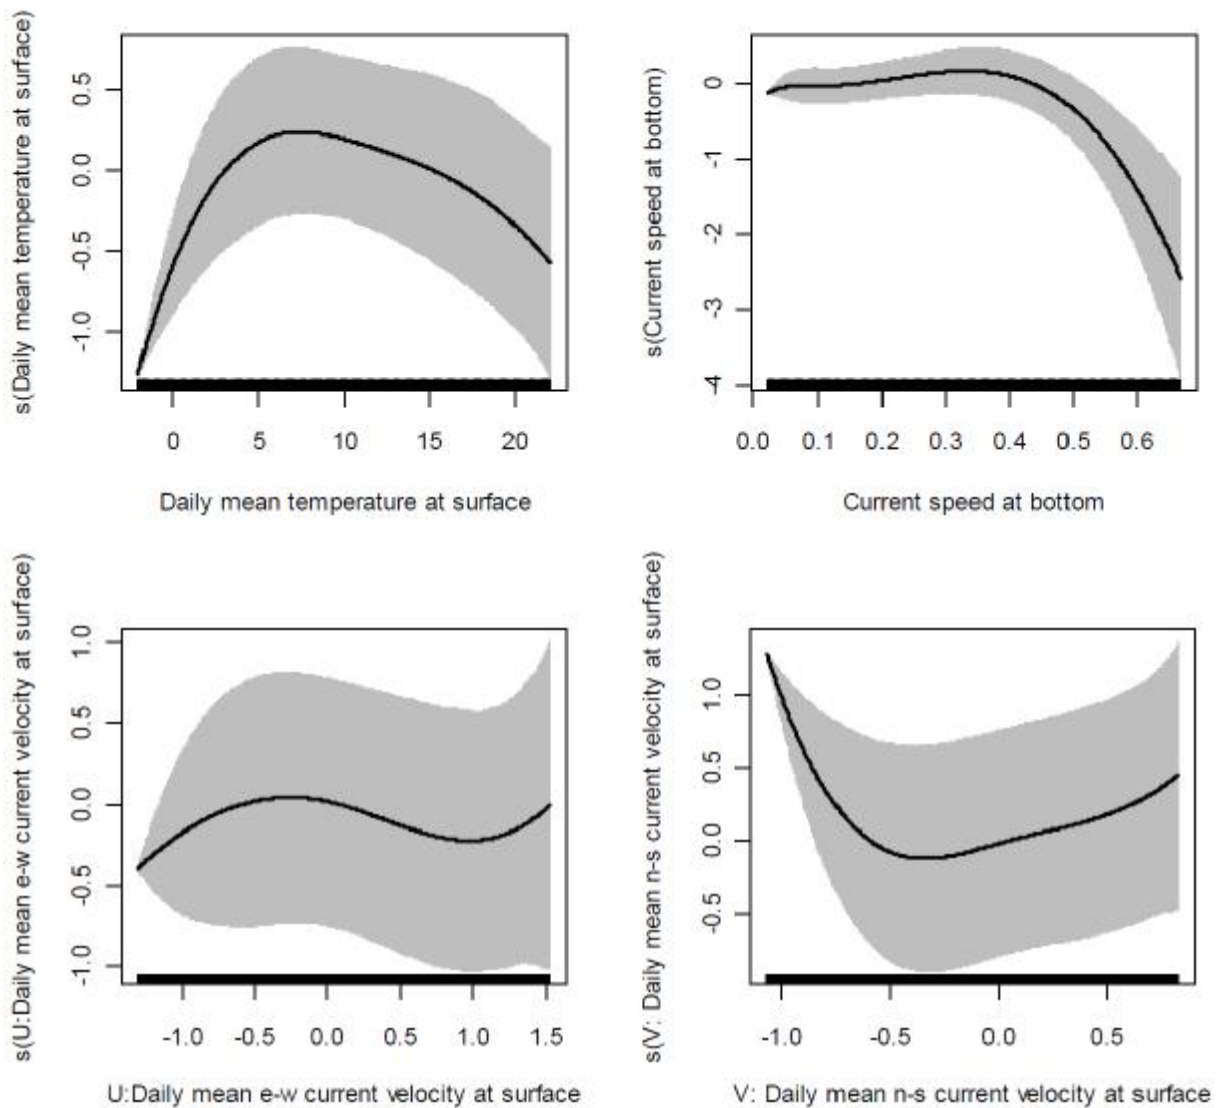 s(Daily mean temperature at surface)
0.5
0.0
-0.5
-1.0
0 5 10 15 20
Daily mean temperature at surface
s(Current speed at bottom)
0
-1
-2
-3
-4
0.0 0.1 0.2 0.3 0.4 0.5 0.6
Current speed at bottom
s(U:Daily mean e-w current velocity at surface)
1.0
0.5
0.0
-0.5
-1.0
-1.0 -0.5 0.0 0.5 1.0 1.5
U:Daily mean e-w current velocity at surface
s(V: Daily mean n-s current velocity at surface)
1.0
0.5
0.0
-0.5
-1.0 -0.5 0.0 0.5
V: Daily mean n-s current velocity at surface